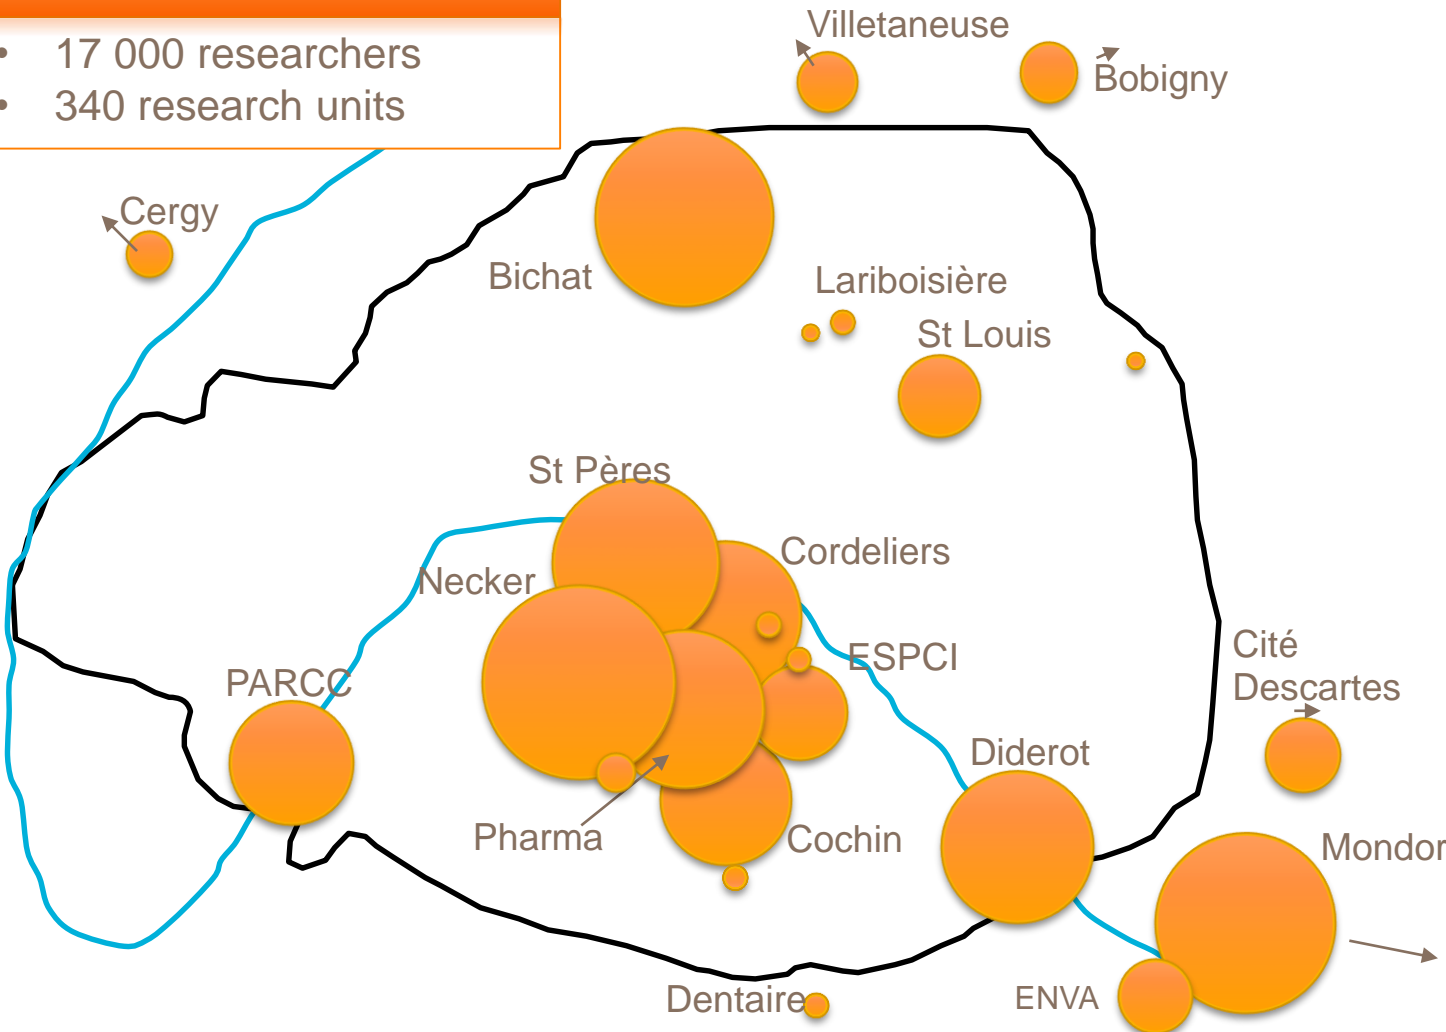 • 17 000 researchers
• 340 research units
Villetaneuse
Bobigny
Cergy
Bichat
Lariboisière
St Louis
St Pères
Cordeliers
Necker
ESPCI
Cité
Descartes
PARCC
Diderot
Pharma
Cochin
Mondor
Dentaire
ENVA